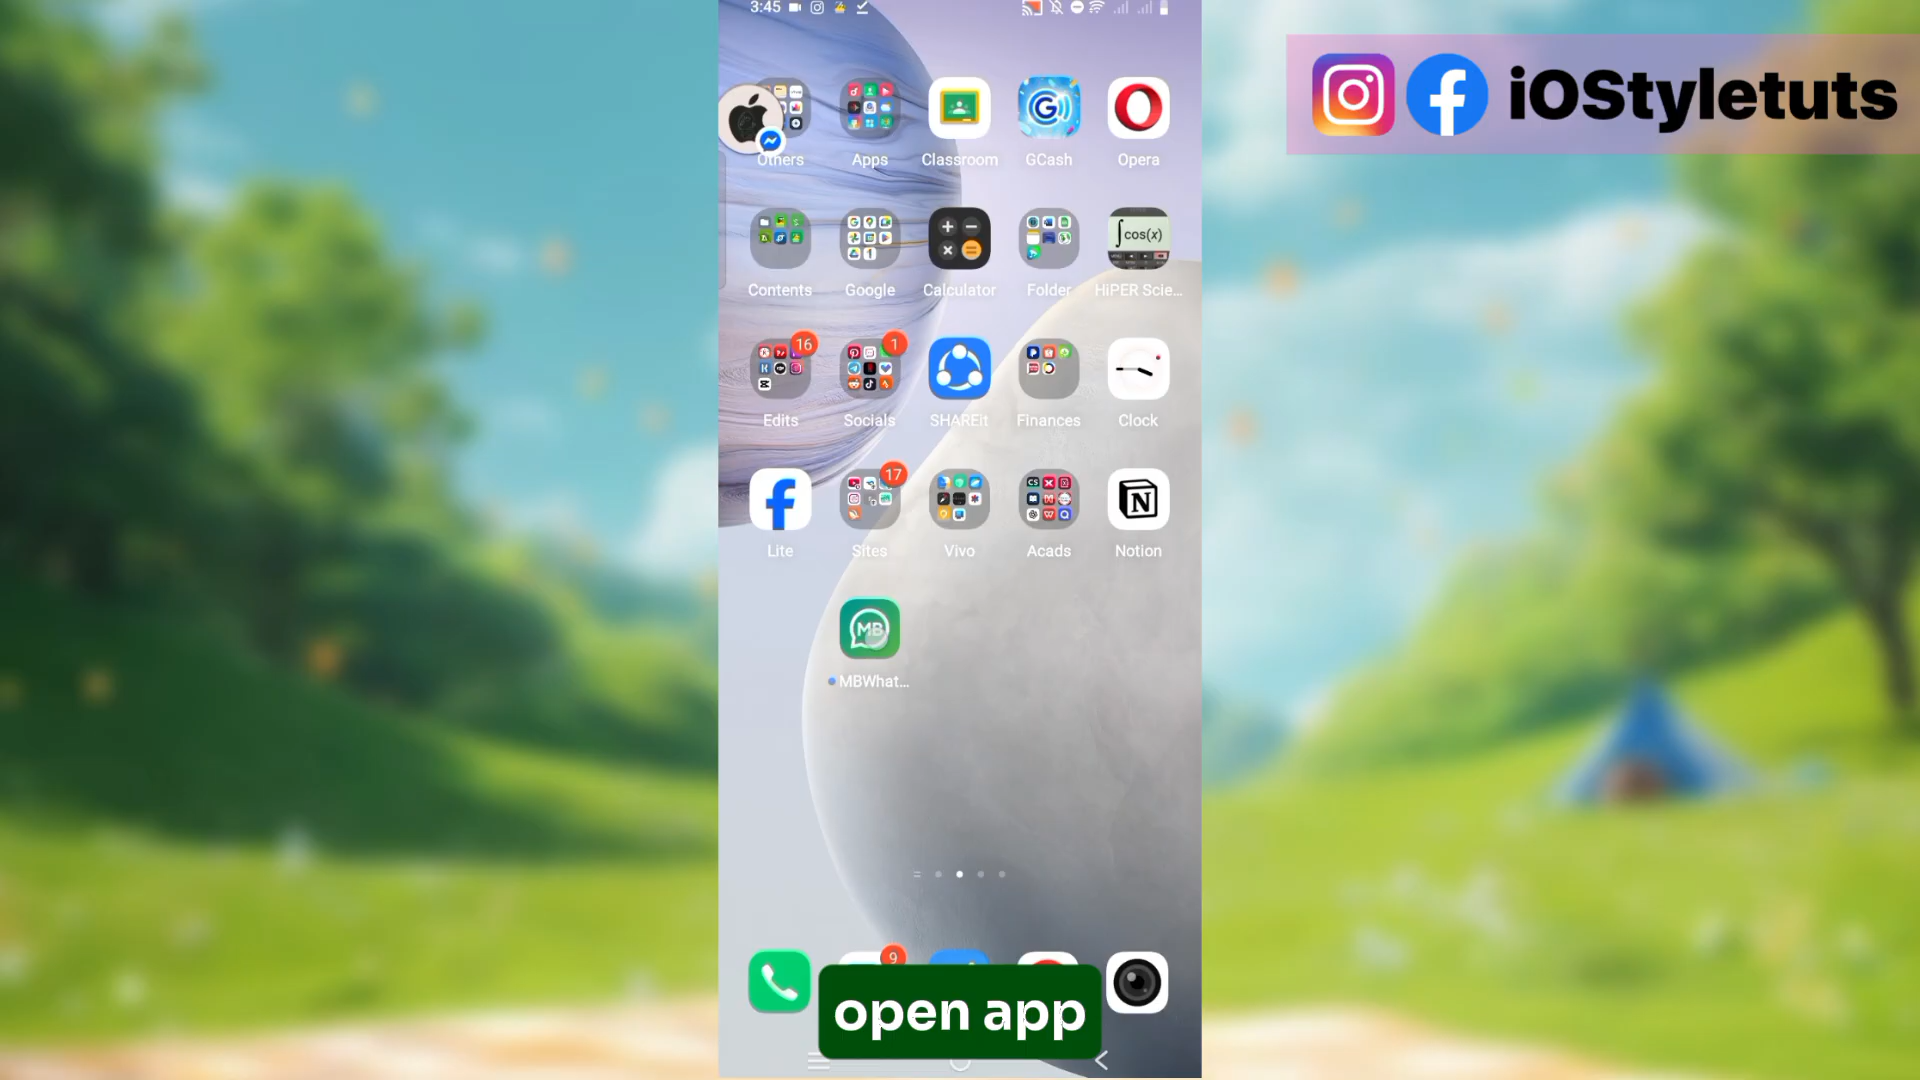 3:45
iOStyletuts
Others
Apps
Classroom
GCash
Opera
cos(x)
Contents
Google
Calculator
Folder
HiPER Scie...
16
1
Edits
Socials
SHAREit
Finances
Clock
17
Lite
Sites
Vivo
Acads
Notion
MB
MBWhat...
9
open app